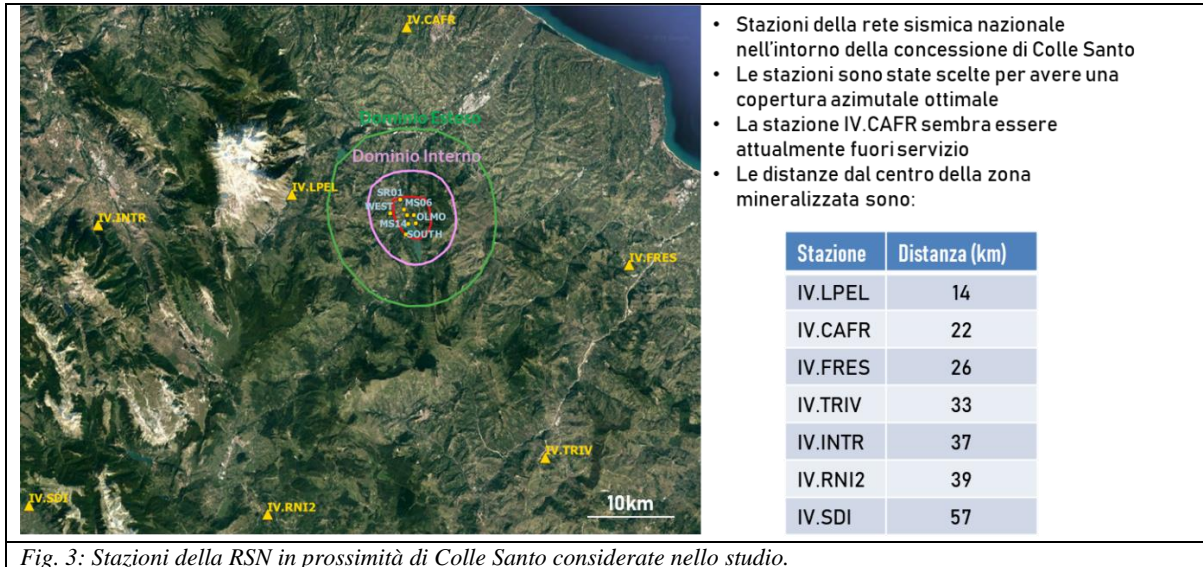 IV.CAFR
Dominio Esteso
Dominio Interno
IV.LPEL
SR01
MS06
WEST
OLMO
MS14
SOUTH
IV.INTR
IV.FRES
IV.TRIV
IV.SDI
IV.RNI2
10km
• Stazioni della rete sismica nazionale
nell'intorno della concessione di Colle Santo
• Le stazioni sono state scelte per avere una
copertura azimutale ottimale
• La stazione IV.CAFR sembra essere
attualmente fuori servizio
• Le distanze dal centro della zona
mineralizzata sono:
Stazione Distanza (km)
IV.LPEL 14
IV.CAFR 22
IV.FRES 26
IV.TRIV 33
IV.INTR 37
IV.RNI2 39
IV.SDI 57
Fig. 3: Stazioni della RSN in prossimità di Colle Santo considerate nello studio.